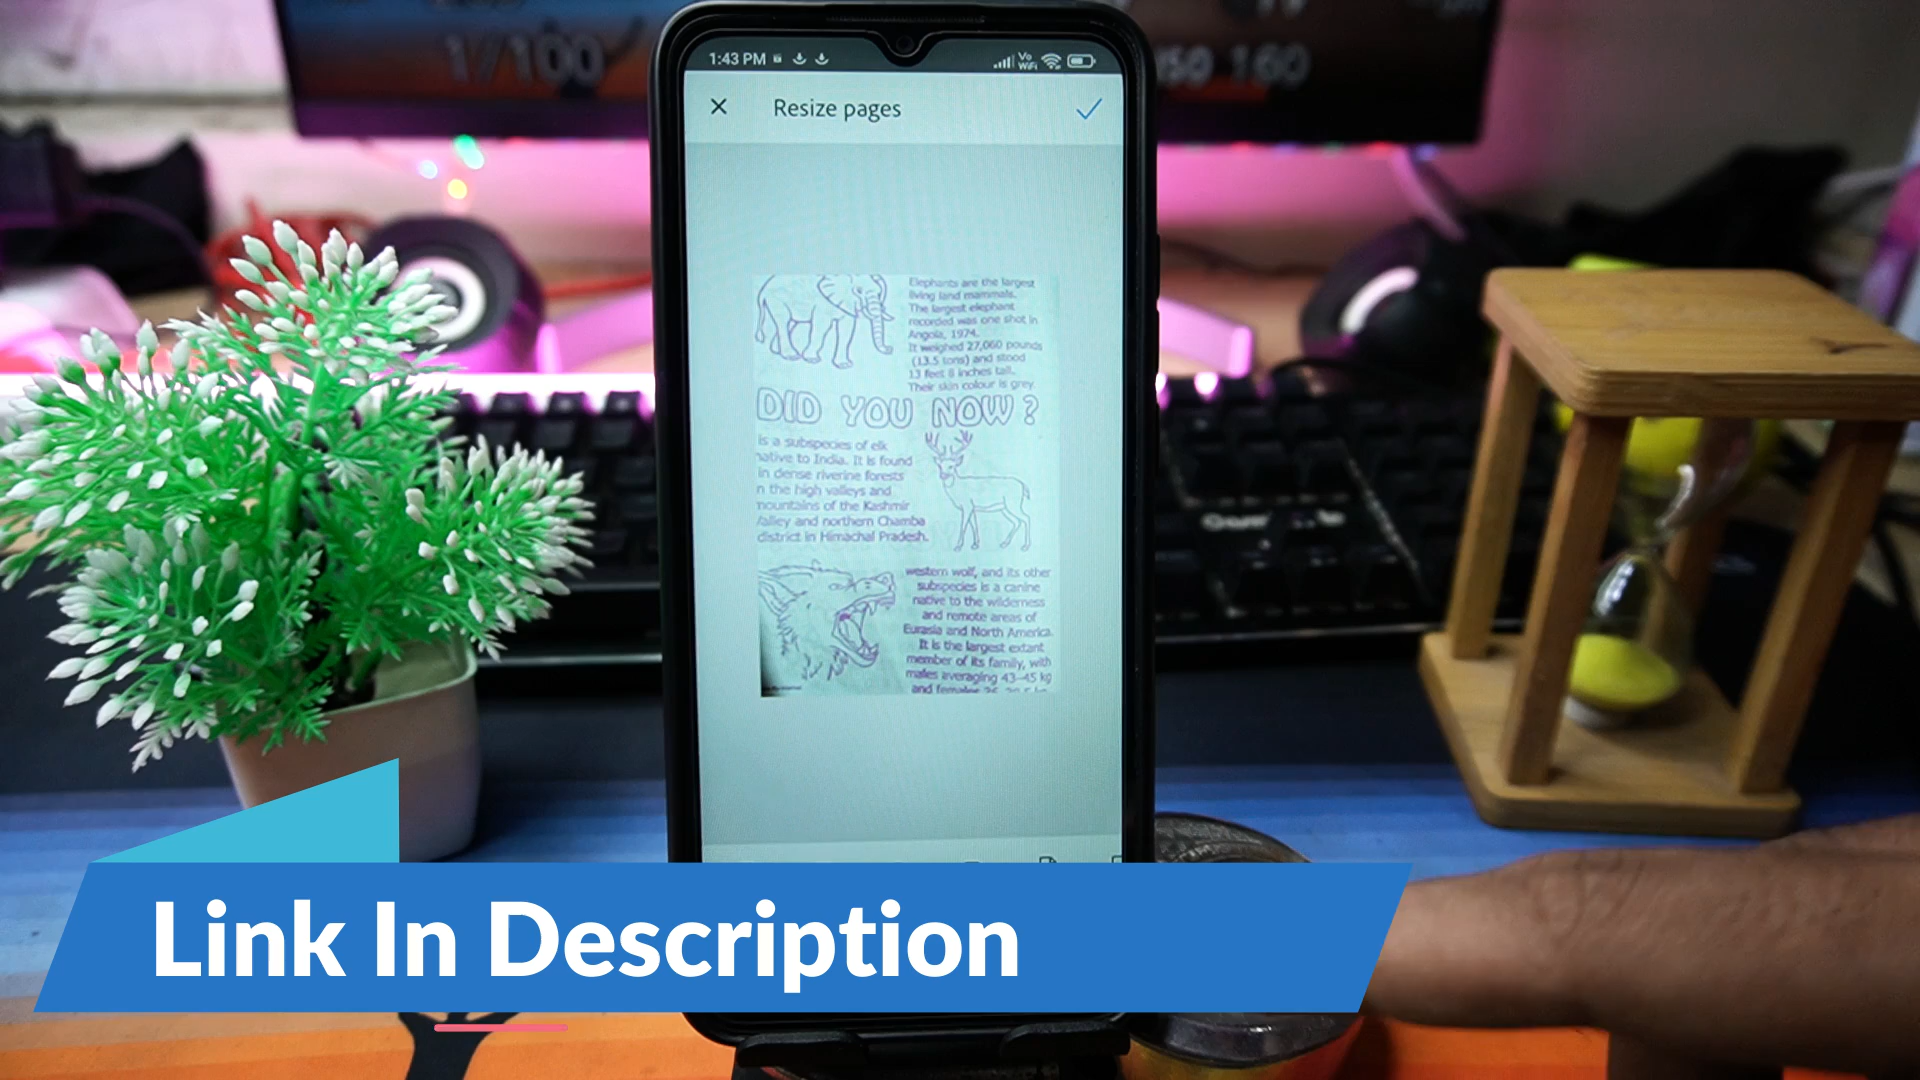 1/100
160
1:43 PM
Vo
WiFi
Resize pages
Elephants are the largest
living land mammals.
The largest elephant
recorded was one shot in
Angola, 1974.
It weighed 27,060 pounds
(13.5 tons) and stood
13 feet 8 inches tall.
Their skin colour is grey
DID YOU NOW ?
is a subspecies of elk
native to India. It is found
in dense riverine forests
n the high valleys and
mountains of the Kashmir
/alley and northern Chamba
district in Himachal Pradesh.
western wolf, and its other
subspecies is a canine
native to the wilderness
and remote areas of
Eurasia and North America.
It is the largest extant
member of its family, with
males averaging 43-45 kg
and females
Link In Description